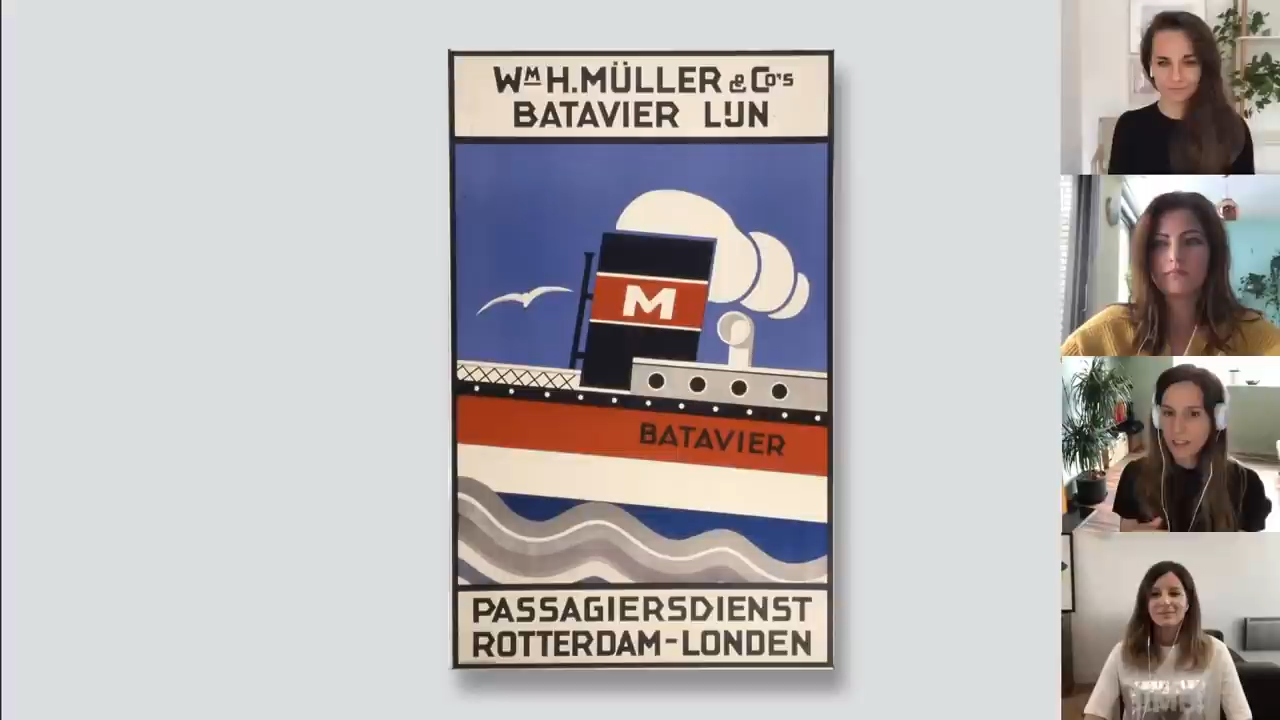 Wᴹ H. MÜLLER & Co's
BATAVIER LIJN
M
BATAVIER
PASSAGIERSDIENST
ROTTERDAM-LONDEN